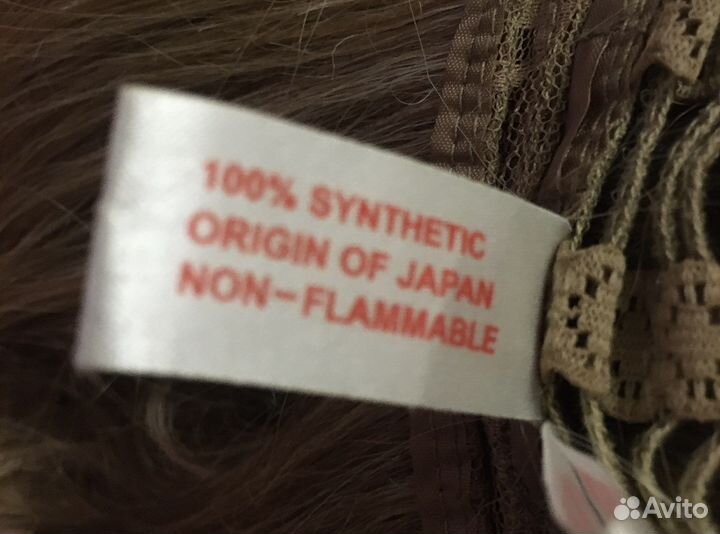 100% SYNTHETIC
ORIGIN OF JAPAN
NON-FLAMMABLE
Avito